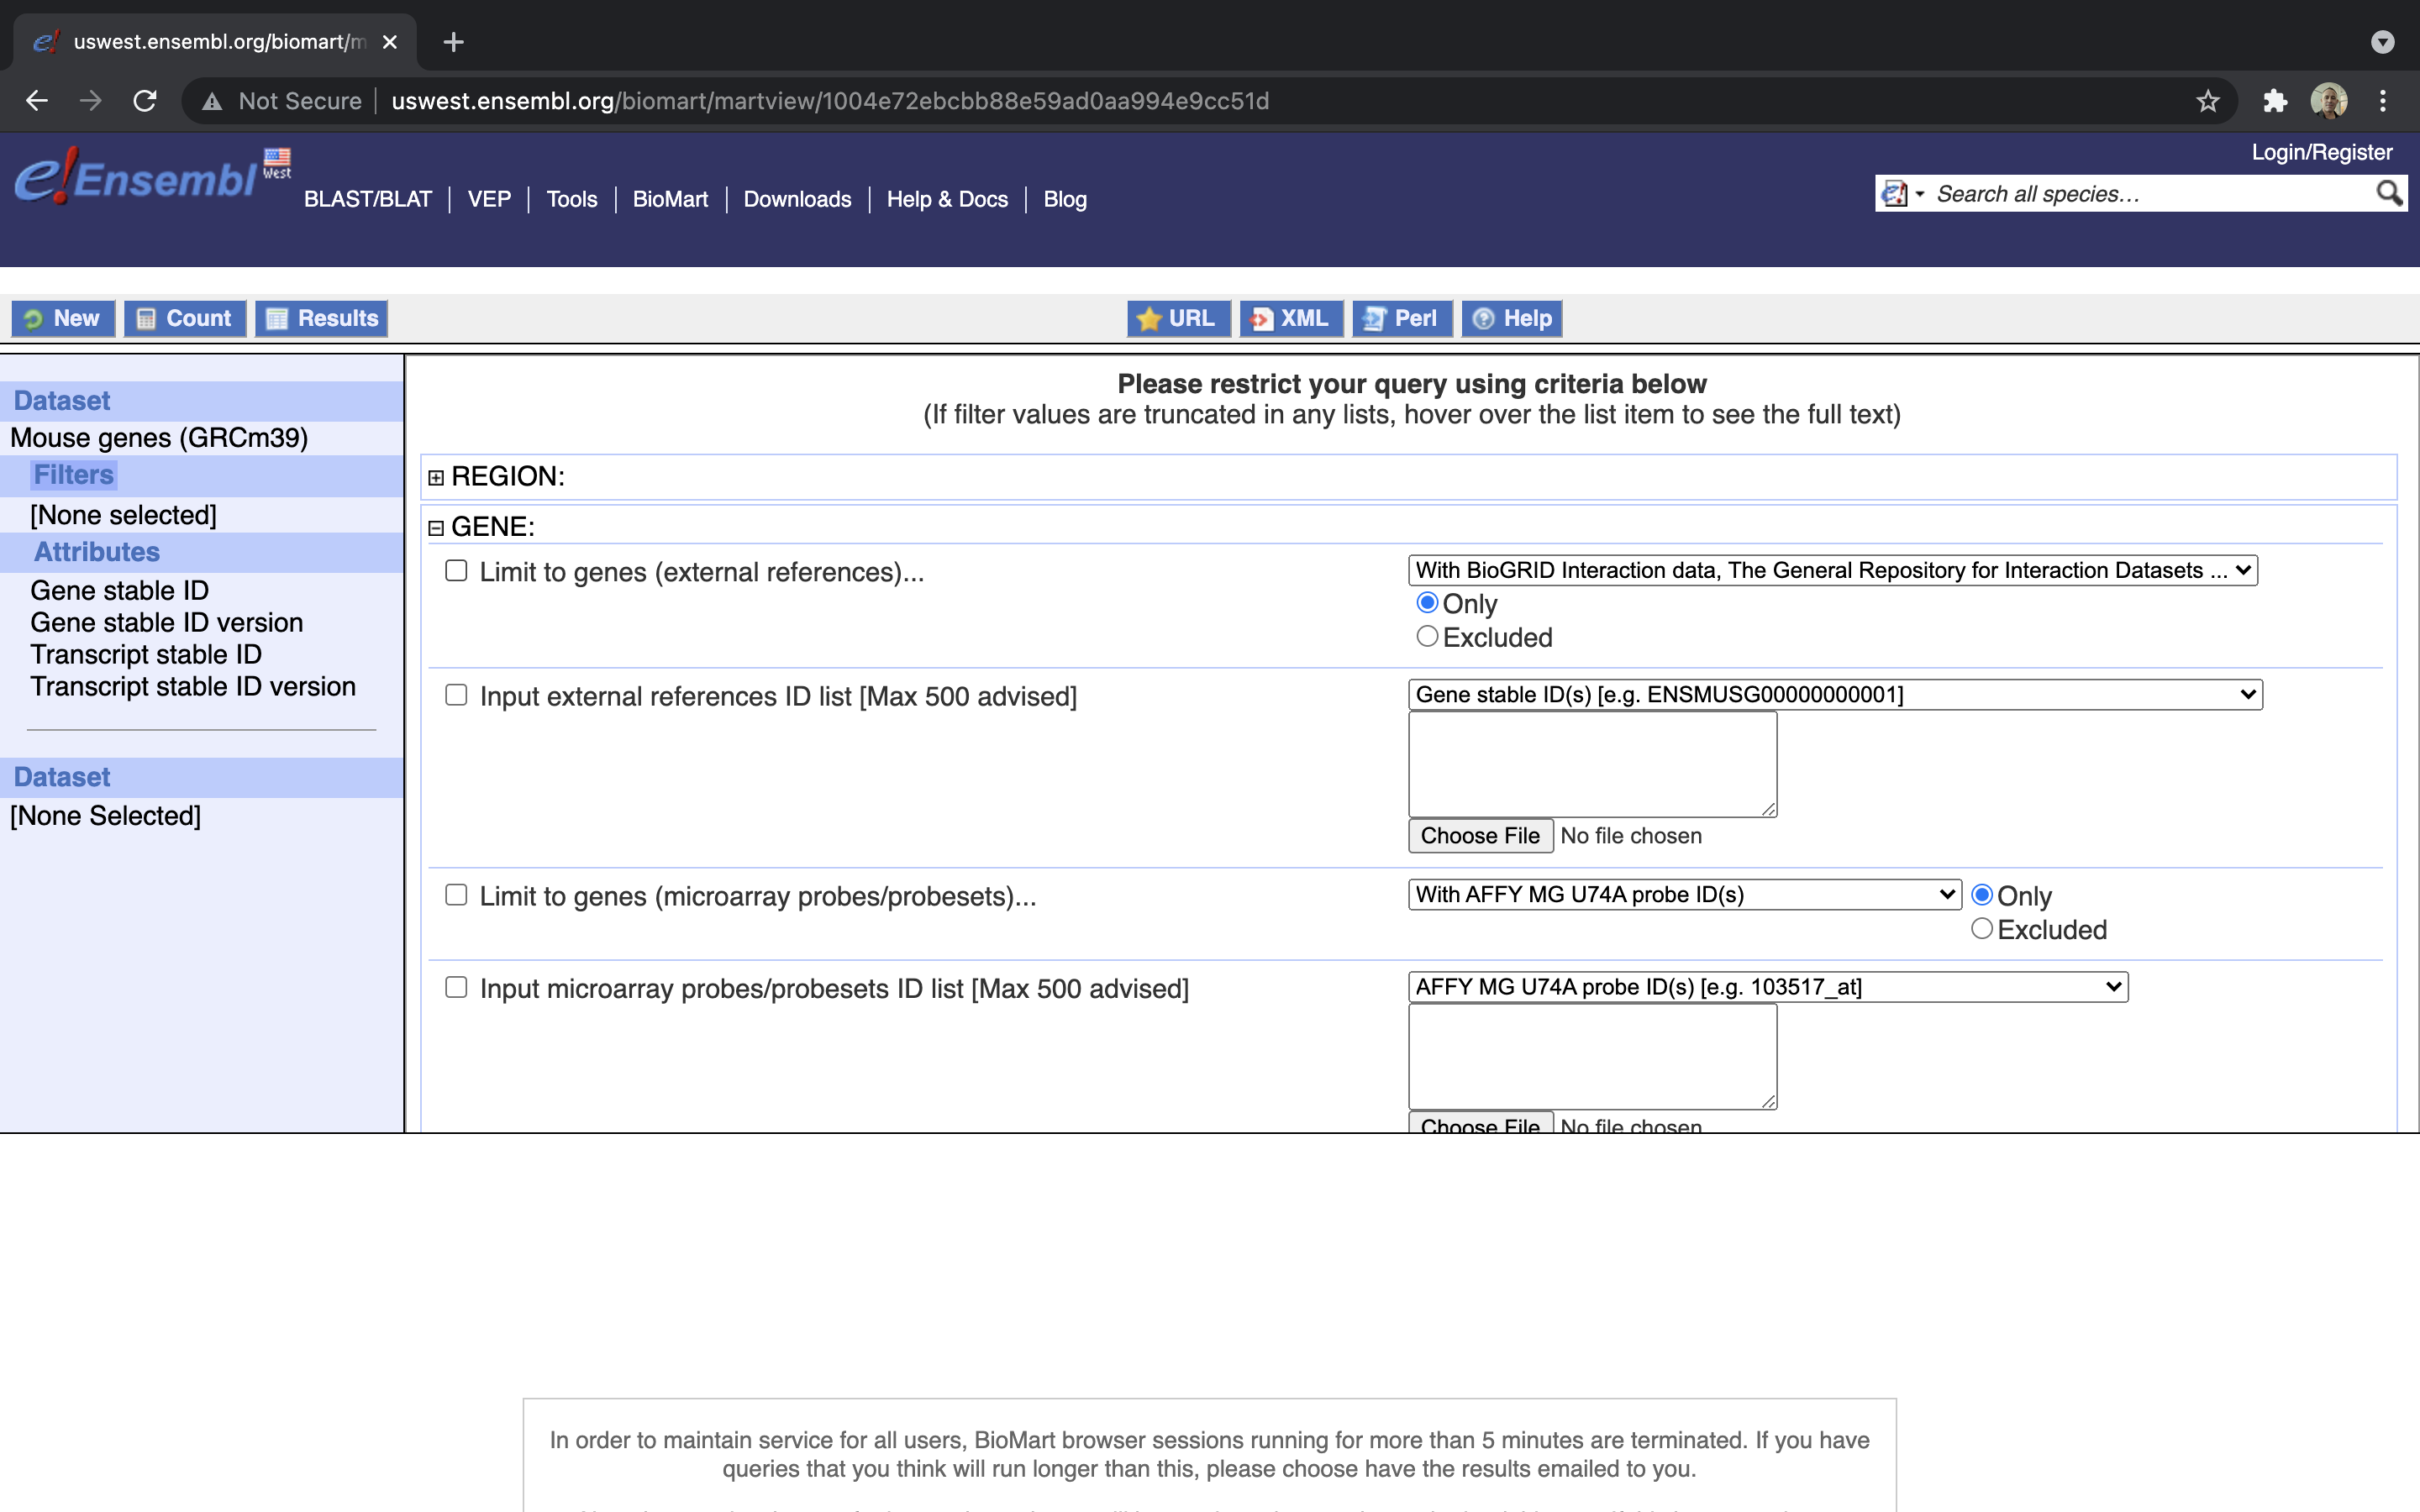 uswest.ensembl.org/biomart/m
Not Secure uswest.ensembl.org/biomart/martview/1004e72ebcbb88e59ad0aa994e9cc51d
e!Ensembl West
Login/Register
BLAST/BLAT | VEP | Tools | BioMart | Downloads | Help & Docs | Blog
Search all species…
New Count Results URL XML Perl Help
Dataset
Mouse genes (GRCm39)
Filters
[None selected]
Attributes
Gene stable ID
Gene stable ID version
Transcript stable ID
Transcript stable ID version
Dataset
[None Selected]
Please restrict your query using criteria below
(If filter values are truncated in any lists, hover over the list item to see the full text)
REGION:
GENE:
Limit to genes (external references)...
With BioGRID Interaction data, The General Repository for Interaction Datasets ...
Only
Excluded
Input external references ID list [Max 500 advised]
Gene stable ID(s) [e.g. ENSMUSG00000000001]
Choose File No file chosen
Limit to genes (microarray probes/probesets)...
With AFFY MG U74A probe ID(s)
Only
Excluded
Input microarray probes/probesets ID list [Max 500 advised]
AFFY MG U74A probe ID(s) [e.g. 103517_at]
Choose File No file chosen
In order to maintain service for all users, BioMart browser sessions running for more than 5 minutes are terminated. If you have
queries that you think will run longer than this, please choose have the results emailed to you.